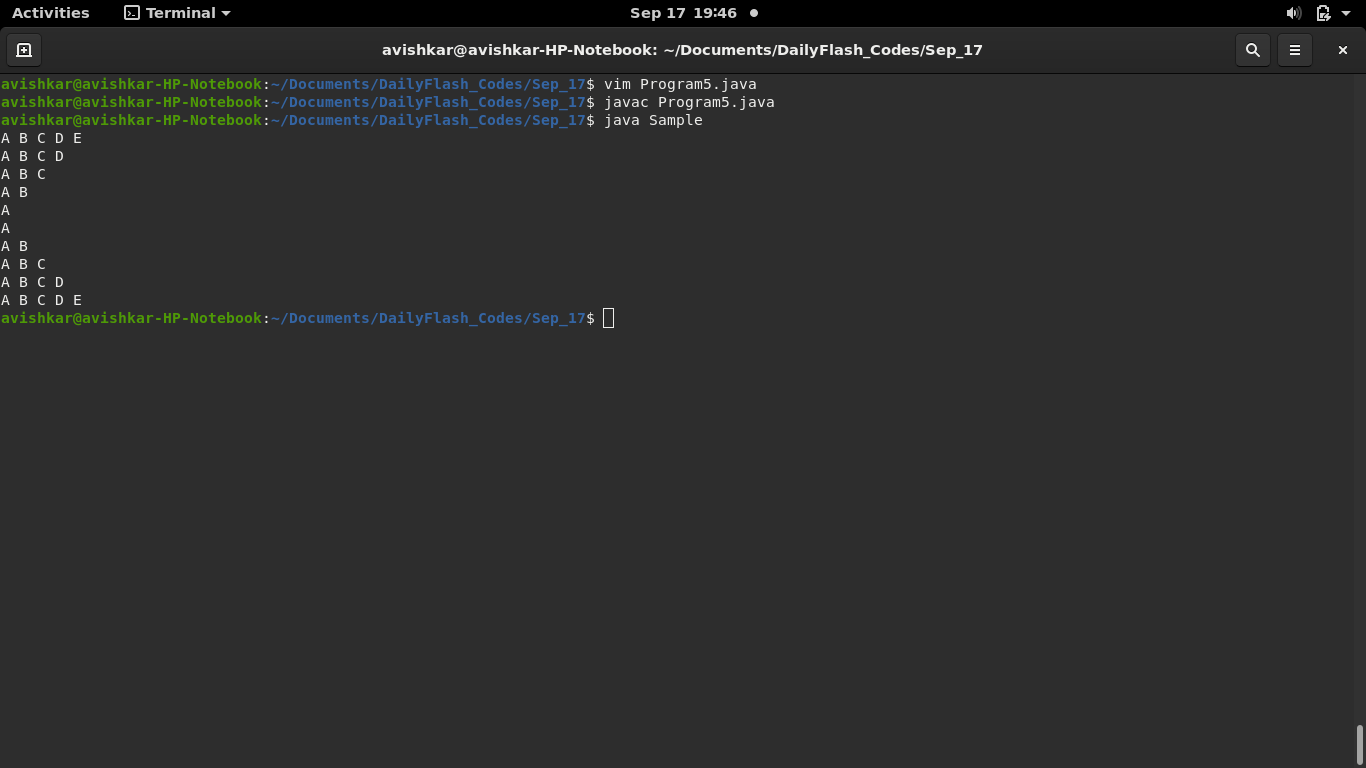 Activities Terminal Sep 17 19:46
avishkar@avishkar-HP-Notebook: ~/Documents/DailyFlash_Codes/Sep_17
avishkar@avishkar-HP-Notebook:~/Documents/DailyFlash_Codes/Sep_17$ vim Program5.java
avishkar@avishkar-HP-Notebook:~/Documents/DailyFlash_Codes/Sep_17$ javac Program5.java
avishkar@avishkar-HP-Notebook:~/Documents/DailyFlash_Codes/Sep_17$ java Sample
A B C D E
A B C D
A B C
A B
A
A
A B
A B C
A B C D
A B C D E
avishkar@avishkar-HP-Notebook:~/Documents/DailyFlash_Codes/Sep_17$